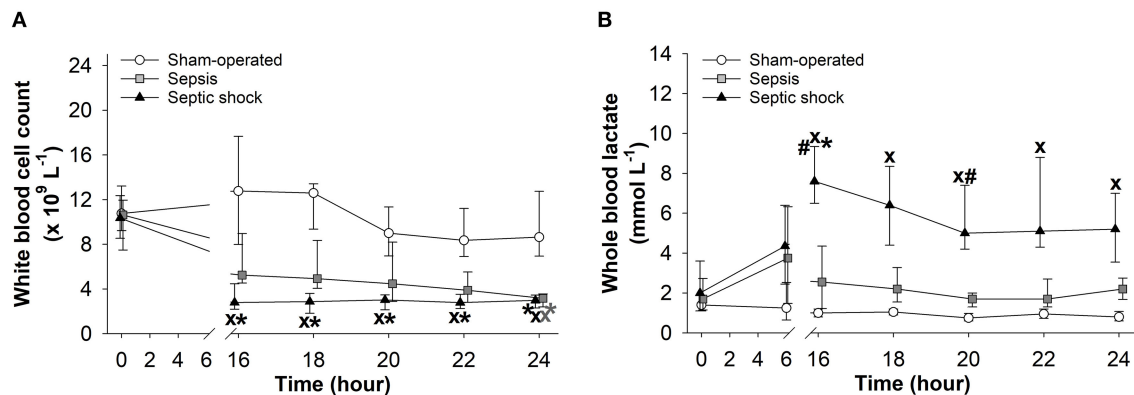 A
White blood cell count
(x 10⁹ L⁻¹)
24
20
16
12
8
4
0
Sham-operated
Sepsis
Septic shock
x*
x*
x*
x*
*xx*
0 2 4 6 16 18 20 22 24
Time (hour)
B
Whole blood lactate
(mmol L⁻¹)
14
12
10
8
6
4
2
0
Sham-operated
Sepsis
Septic shock
#x*
x
x#
x
x
0 2 4 6 16 18 20 22 24
Time (hour)